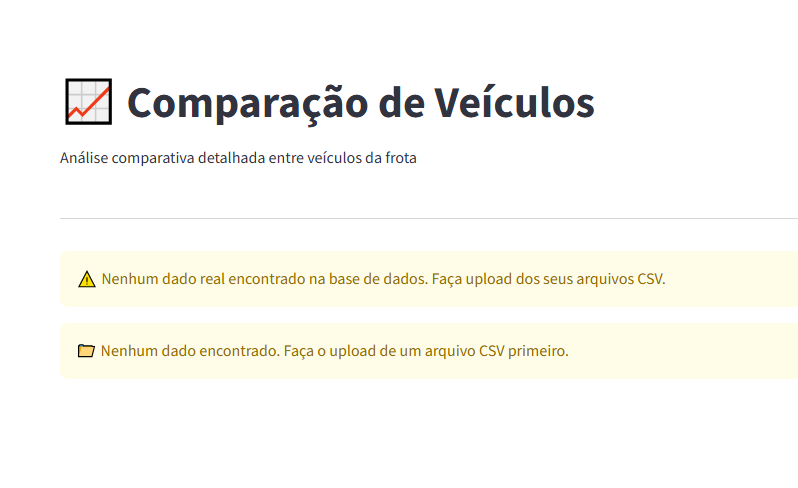 Comparação de Veículos
Análise comparativa detalhada entre veículos da frota
Nenhum dado real encontrado na base de dados. Faça upload dos seus arquivos CSV.
Nenhum dado encontrado. Faça o upload de um arquivo CSV primeiro.